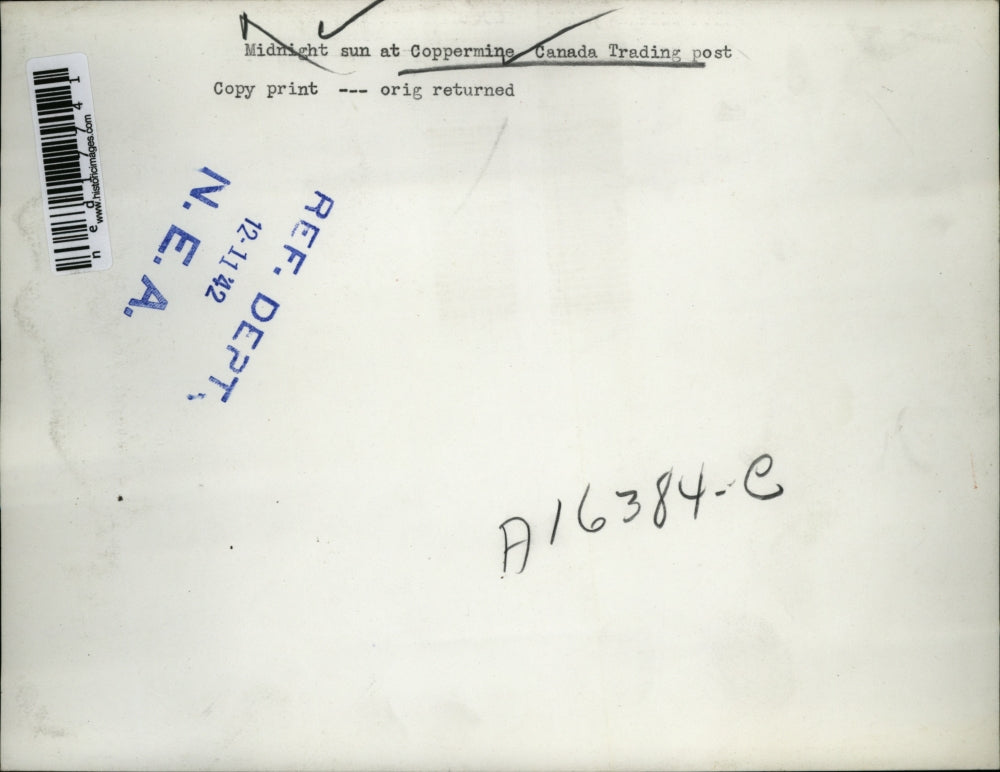 Midnight sun at Coppermine, Canada Trading post
Copy print --- orig returned
www.historicimages.com
N. E. A.
12-11'42
REF. DEPT.
A16384-C